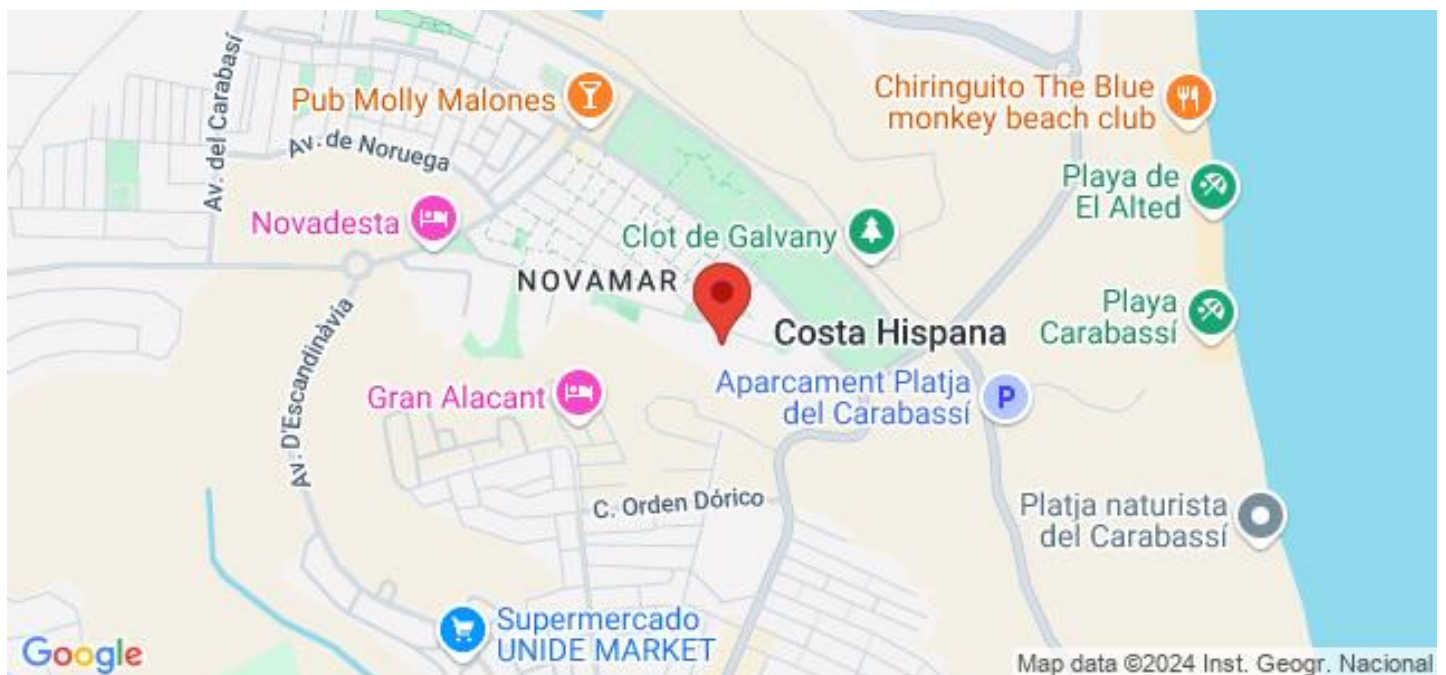 Av. del Carabasí
Pub Molly Malones
Chiringuito The Blue
monkey beach club
Av. de Noruega
Playa de
El Alted
Novadesta
Clot de Galvany
NOVAMAR
Playa
Carabassí
Costa Hispana
Av. D'Escandinàvia
Gran Alacant
Aparcament Platja
del Carabassí
P
C. Orden Dórico
Platja naturista
del Carabassí
Supermercado
UNIDE MARKET
Google
Map data ©2024 Inst. Geogr. Nacional